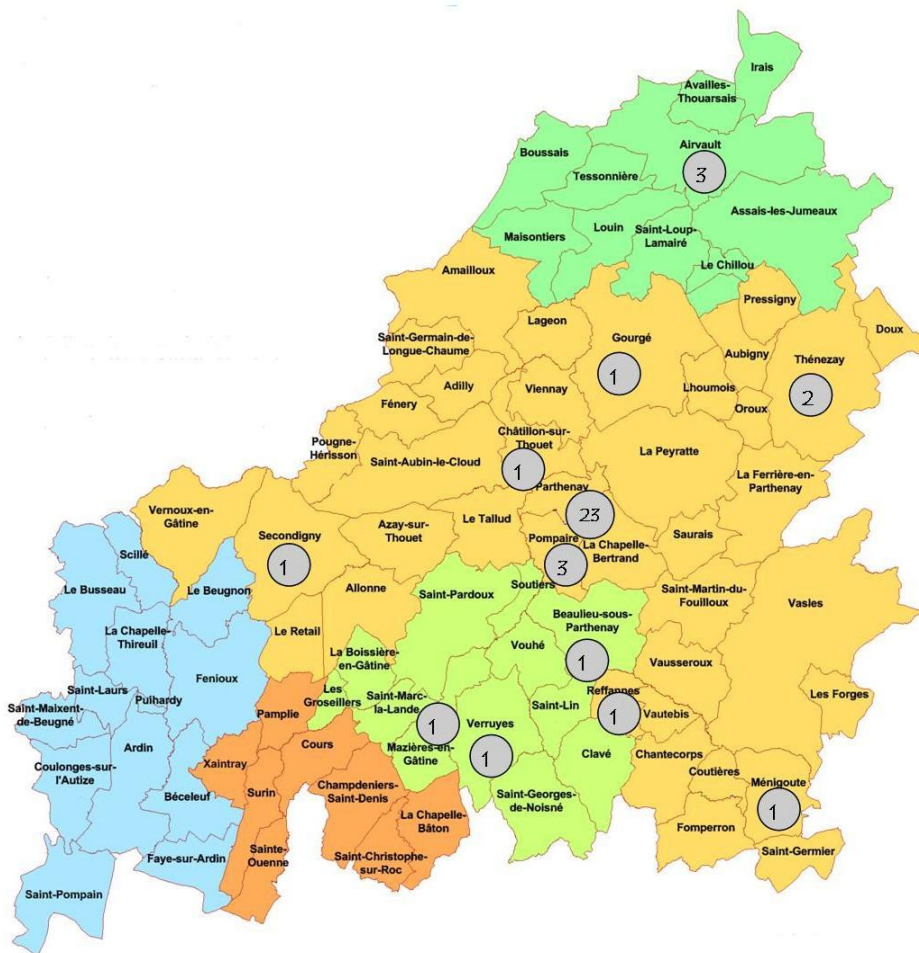 Irais
Availles-
Thouarsais
Airvault
3
Boussais
Tessonnière
Assais-les-Jumeaux
Louin
Saint-Loup-
Lamairé
Maisontiers
Le Chillou
Amailloux
Pressigny
Lageon
Gourgé
1
Doux
Saint-Germain-de-
Longue-Chaume
Aubigny
Thénezay
2
Adilly
Viennay
Lhoumois
Fénery
Oroux
Châtillon-sur-
Thouet
1
Pougne-
Hérisson
Saint-Aubin-le-Cloud
La Peyratte
La Ferrière-en-
Parthenay
Parthenay
23
Vernoux-en-
Gâtine
Secondigny
1
Azay-sur-
Thouet
Le Tallud
Pompaire
3
La Chapelle-
Bertrand
Saurais
Scillé
Le Busseau
Le Beugnon
Allonne
Saint-Pardoux
Soutiers
Saint-Martin-du-
Fouilloux
Vasles
Beaulieu-sous-
Parthenay
1
La Chapelle-
Thireuil
Le Retail
La Boissière-
en-Gâtine
Vouhé
Vausseroux
Fenioux
Saint-Laurs
Puihardy
Les
Groseillers
Saint-Marc-
la-Lande
1
Saint-Lin
Reffannes
1
Les Forges
Saint-Maixent-
de-Beugné
Pamplie
Verruyes
1
Vautebis
Ardin
Cours
Mazières-en-
Gâtine
Clavé
Chantecorps
Coulonges-sur-
l'Autize
Xaintray
Coutières
Ménigoute
1
Béceleuf
Surin
Champdeniers-
Saint-Denis
Saint-Georges-
de-Noisné
La Chapelle-
Bâton
Fomperron
Saint-Germier
Faye-sur-Ardin
Sainte-
Ouenne
Saint-Christophe-
sur-Roc
Saint-Pompain